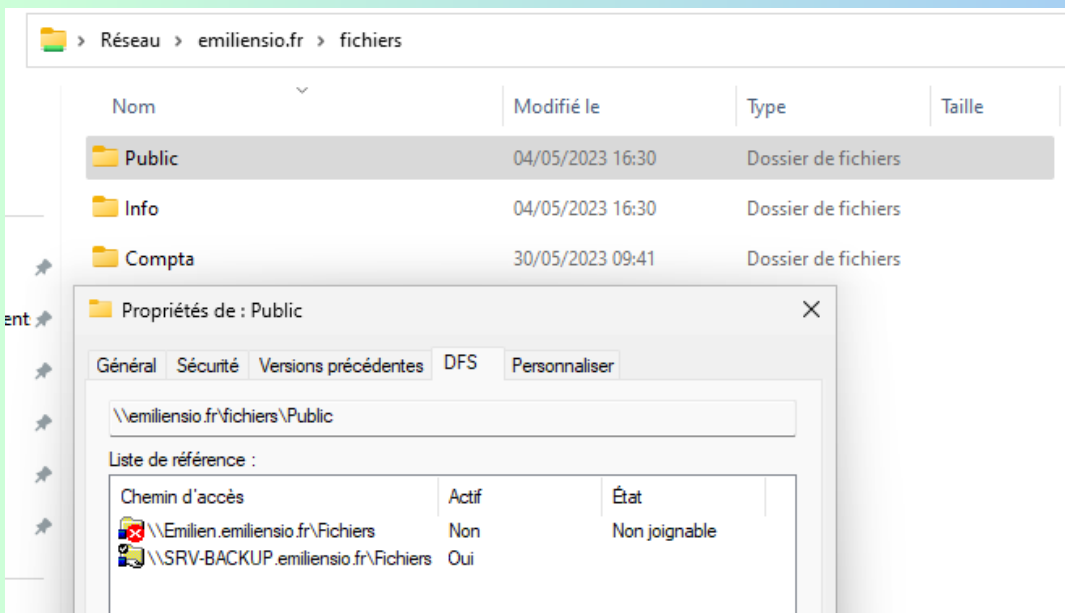 > Réseau > emiliensio.fr > fichiers
Nom Modifié le Type Taille
Public 04/05/2023 16:30 Dossier de fichiers
Info 04/05/2023 16:30 Dossier de fichiers
Compta 30/05/2023 09:41 Dossier de fichiers
ent
Propriétés de : Public
Général Sécurité Versions précédentes DFS Personnaliser
\\emiliensio.fr\fichiers\Public
Liste de référence :
Chemin d'accès Actif État
\\Emilien.emiliensio.fr\Fichiers Non Non joignable
\\SRV-BACKUP.emiliensio.fr\Fichiers Oui